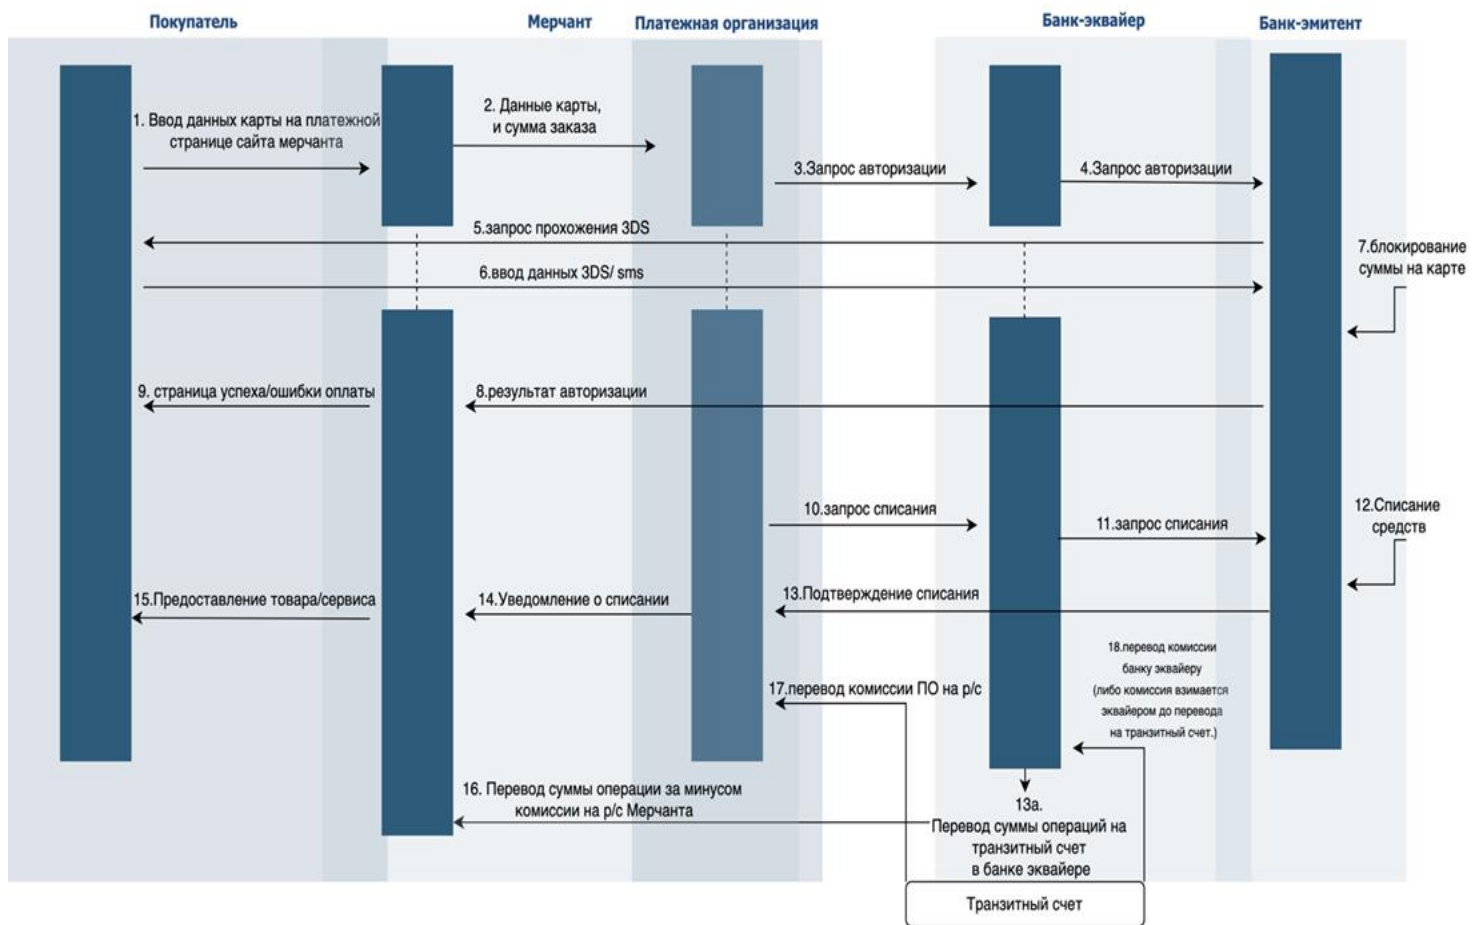 Покупатель
Мерчант
Платежная организация
Банк-эквайер
Банк-эмитент
1. Ввод данных карты на платежной
странице сайта мерчанта
2. Данные карты,
и сумма заказа
3.Запрос авторизации
4.Запрос авторизации
5.запрос прохожения 3DS
6.ввод данных 3DS/ sms
7.блокирование
суммы на карте
9. страница успеха/ошибки оплаты
8.результат авторизации
10.запрос списания
11.запрос списания
12.Списание
средств
13.Подтверждение списания
14.Уведомление о списании
15.Предоставление товара/сервиса
18.перевод комиссии
банку эквайеру
(либо комиссия взимается
эквайером до перевода
на транзитный счет.)
17.перевод комиссии ПО на р/с
16. Перевод суммы операции за минусом
комиссии на р/с Мерчанта
13а.
Перевод суммы операций на
транзитный счет
в банке эквайере
Транзитный счет